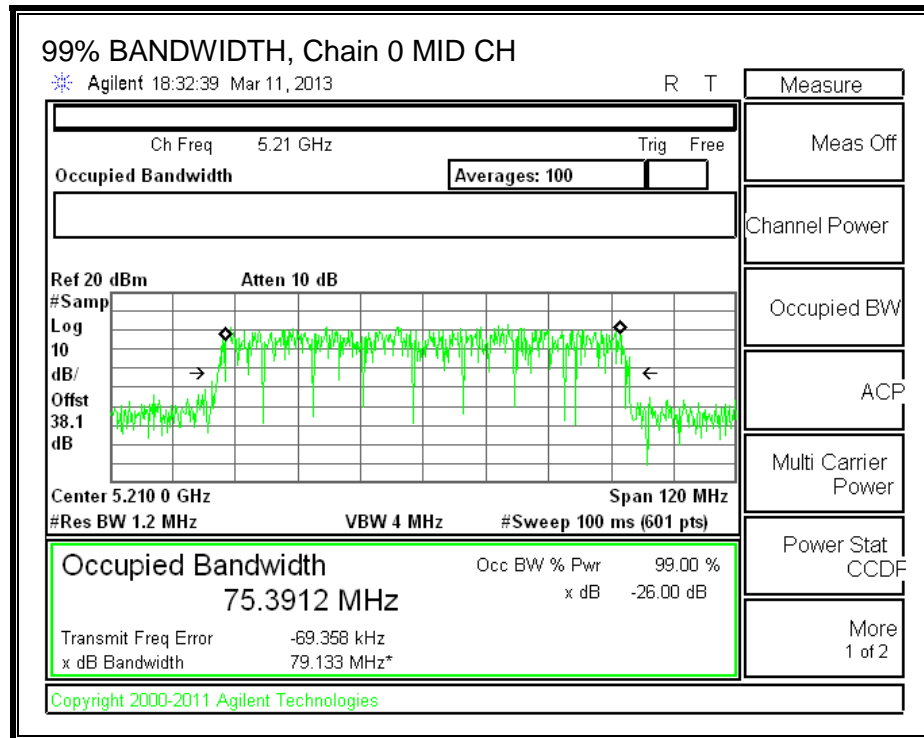 99% BANDWIDTH, Chain 0 MID CH
Agilent 18:32:39 Mar 11, 2013 R T
Ch Freq 5.21 GHz Trig Free
Occupied Bandwidth Averages: 100
Ref 20 dBm Atten 10 dB
#Samp
Log
10
dB/
Offst
38.1
dB
Center 5.210 0 GHz Span 120 MHz
#Res BW 1.2 MHz VBW 4 MHz #Sweep 100 ms (601 pts)
Occupied Bandwidth Occ BW % Pwr 99.00 %
75.3912 MHz x dB -26.00 dB
Transmit Freq Error -69.358 kHz
x dB Bandwidth 79.133 MHz*
Copyright 2000-2011 Agilent Technologies
Measure
Meas Off
Channel Power
Occupied BW
ACP
Multi Carrier
Power
Power Stat
CCDF
More
1 of 2